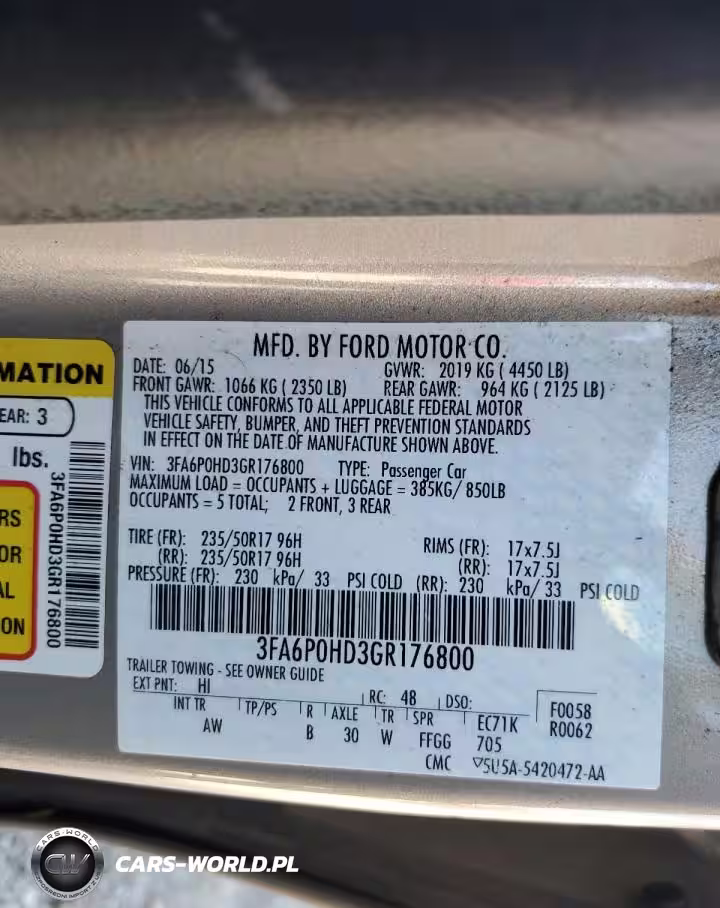 MATION
EAR: 3
lbs.
RS
OR
AL
ON
3FA6P0HD3GR176800
MFD. BY FORD MOTOR CO.
DATE: 06/15 GVWR: 2019 KG ( 4450 LB)
FRONT GAWR: 1066 KG ( 2350 LB) REAR GAWR: 964 KG ( 2125 LB)
THIS VEHICLE CONFORMS TO ALL APPLICABLE FEDERAL MOTOR
VEHICLE SAFETY, BUMPER, AND THEFT PREVENTION STANDARDS
IN EFFECT ON THE DATE OF MANUFACTURE SHOWN ABOVE.
VIN: 3FA6P0HD3GR176800 TYPE: Passenger Car
MAXIMUM LOAD = OCCUPANTS + LUGGAGE = 385KG/ 850LB
OCCUPANTS = 5 TOTAL; 2 FRONT, 3 REAR
TIRE (FR): 235/50R17 96H RIMS (FR): 17x7.5J
(RR): 235/50R17 96H (RR): 17x7.5J
PRESSURE (FR): 230 kPa/ 33 PSI COLD (RR): 230 kPa/ 33 PSI COLD
3FA6P0HD3GR176800
TRAILER TOWING - SEE OWNER GUIDE
EXT PNT: HI RC: 48 DSO: F0058
INT TR TP/PS R AXLE TR SPR EC71K R0062
AW B 30 W FFGG 705
CMC ▽5U5A-5420472-AA
CARS-WORLD
CW
CARS-WORLD.PL